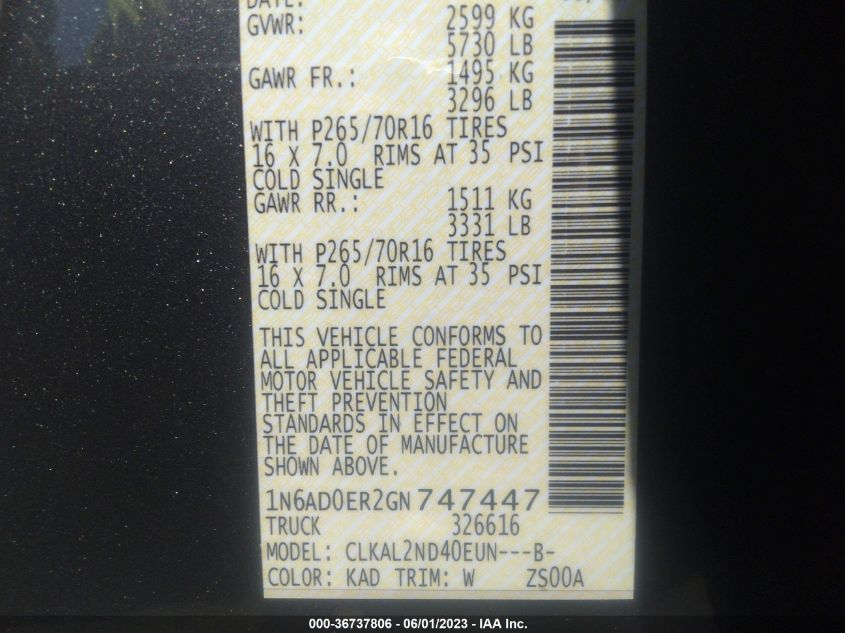 DATE:
GVWR: 2599 KG
5730 LB
GAWR FR.: 1495 KG
3296 LB
WITH P265/70R16 TIRES
16 X 7.0 RIMS AT 35 PSI
COLD SINGLE
GAWR RR.: 1511 KG
3331 LB
WITH P265/70R16 TIRES
16 X 7.0 RIMS AT 35 PSI
COLD SINGLE
THIS VEHICLE CONFORMS TO
ALL APPLICABLE FEDERAL
MOTOR VEHICLE SAFETY AND
THEFT PREVENTION
STANDARDS IN EFFECT ON
THE DATE OF MANUFACTURE
SHOWN ABOVE.
1N6AD0ER2GN747447
TRUCK 326616
MODEL: CLKAL2ND40EUN---B-
COLOR: KAD TRIM: W ZS00A
000-36737806 - 06/01/2023 - IAA Inc.